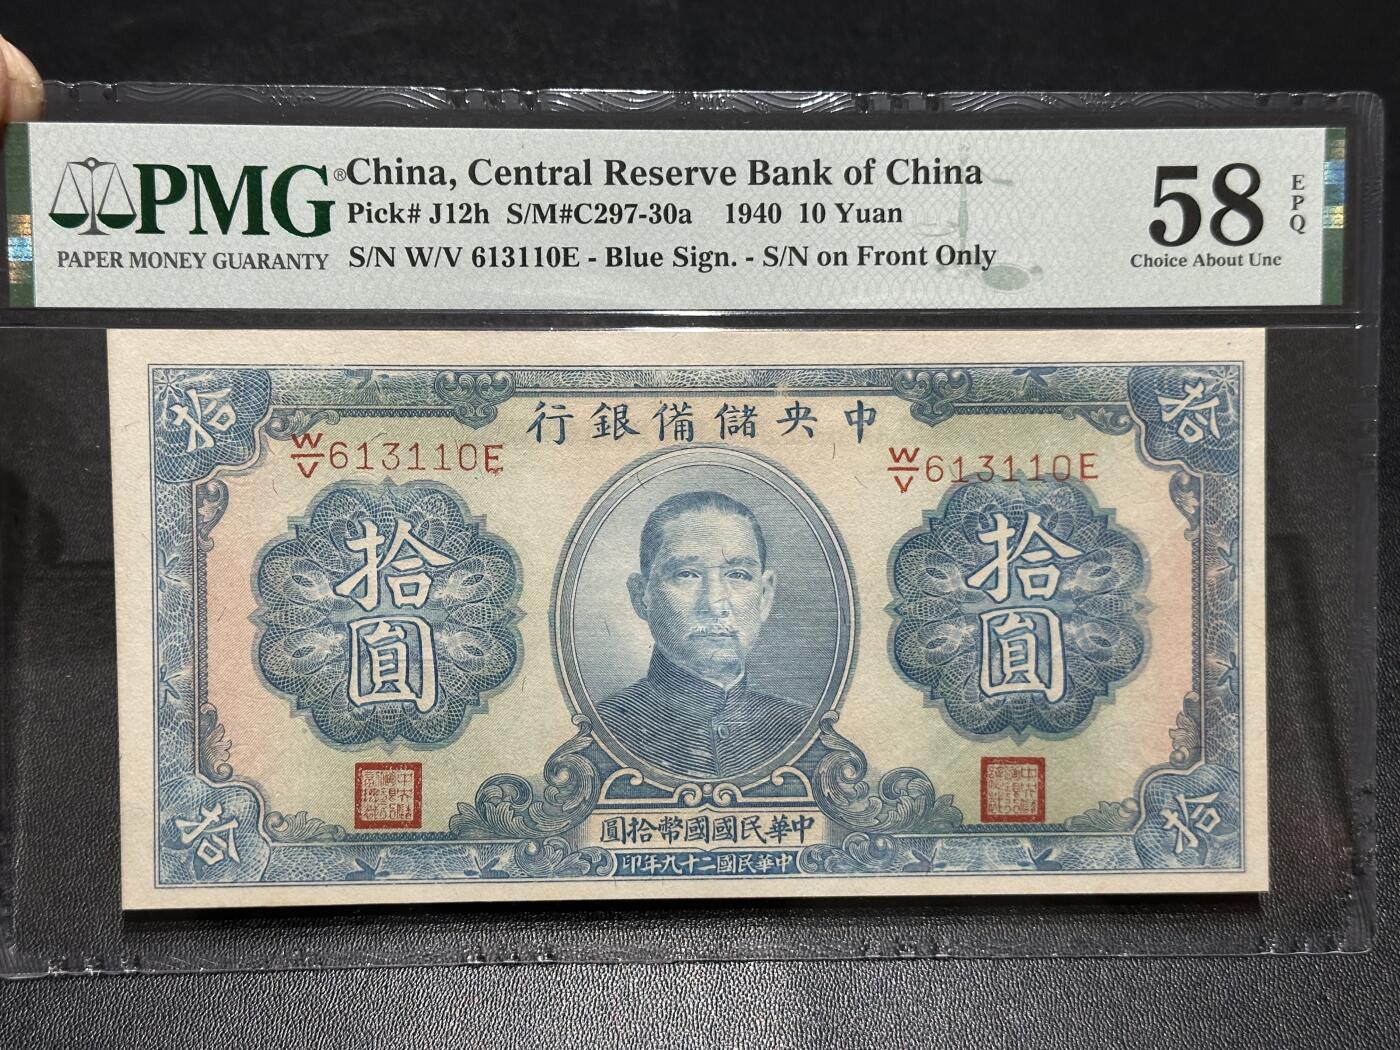 PMG®
PAPER MONEY GUARANTY
China, Central Reserve Bank of China
Pick# J12h S/M#C297-30a 1940 10 Yuan
S/N W/V 613110E - Blue Sign. - S/N on Front Only
58
EPQ
Choice About Unc
拾
拾
行銀備儲央中
W/V 613110E
W/V 613110E
拾圓
拾圓
圓拾幣國國民華中
印年九十二國民華中
拾
拾